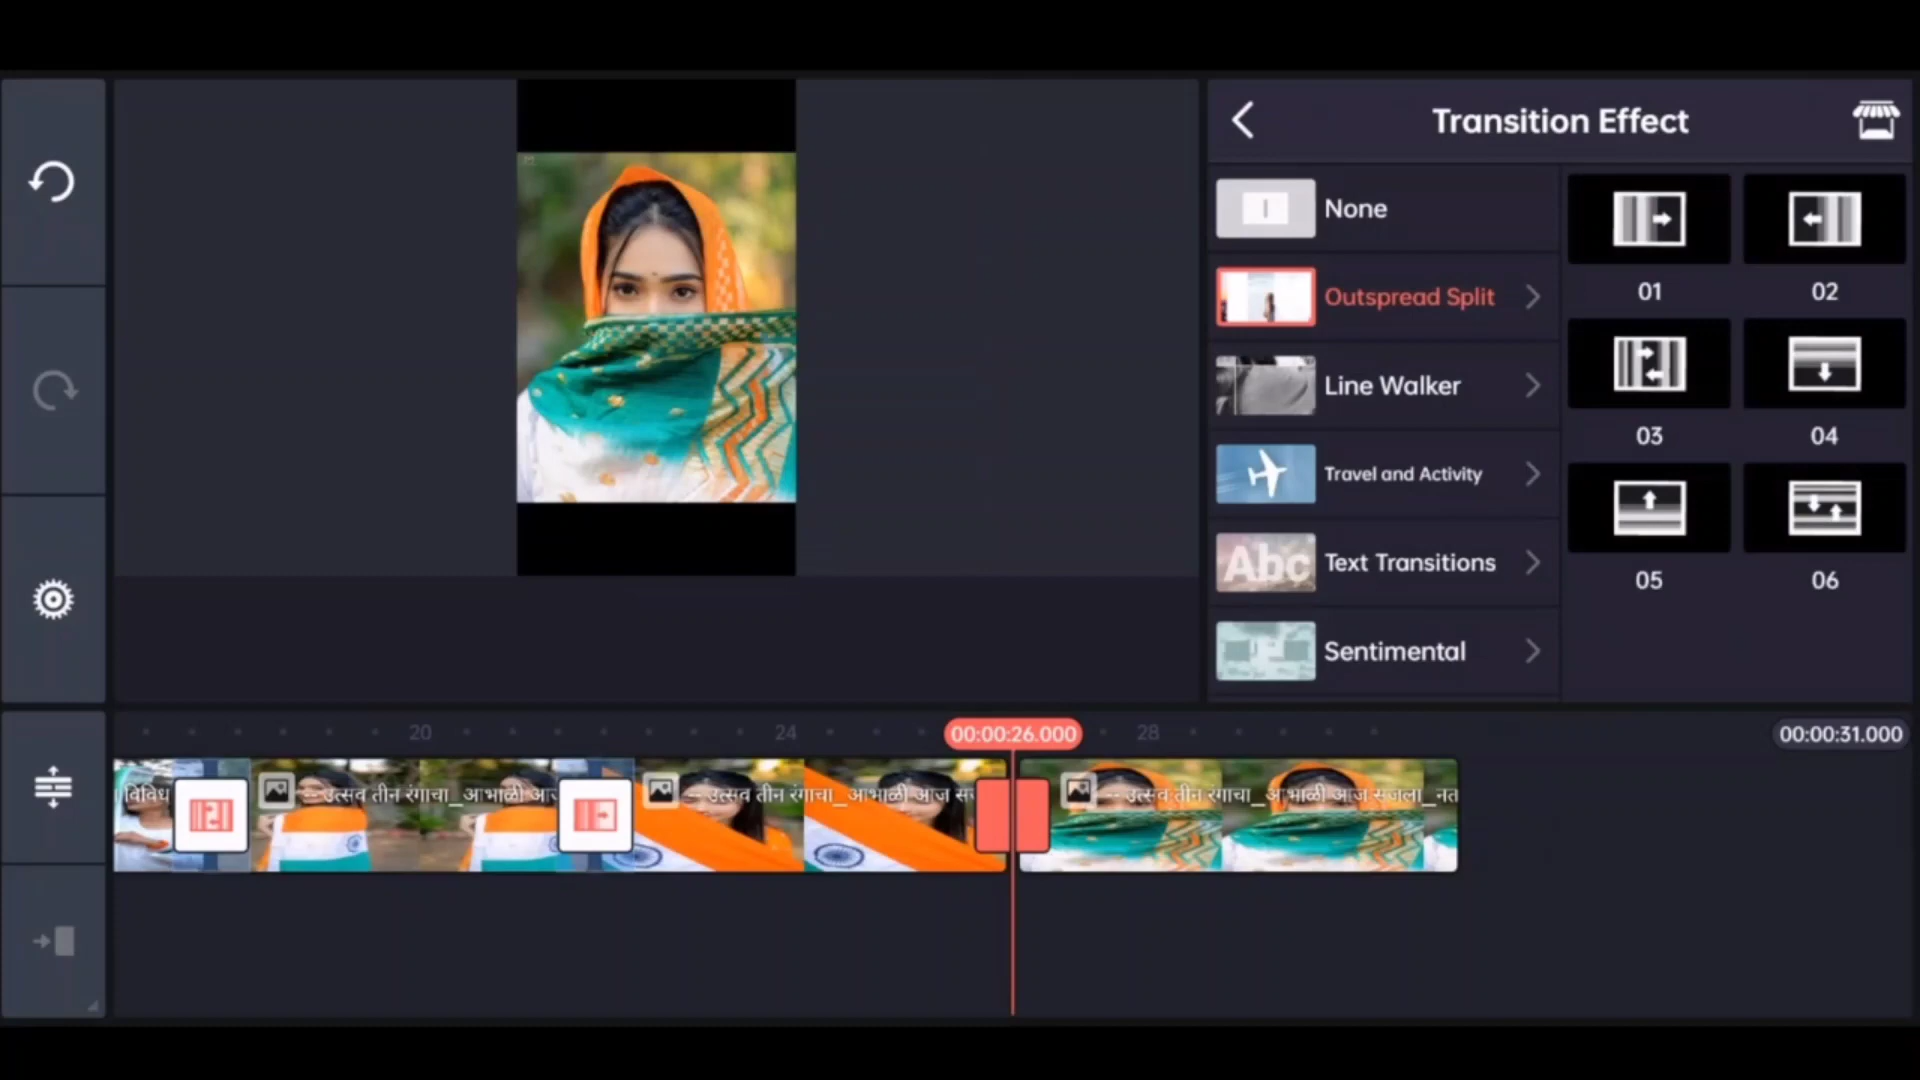 Transition Effect
None
Outspread Split
Line Walker
Travel and Activity
Abc
Text Transitions
Sentimental
01
02
03
04
05
06
20
24
00:00:26.000
28
00:00:31.000
विविध
उत्सव तीन रंगाचा_आभाळी आज
उत्सव तीन रंगाचा_आभाळी आज
उत्सव तीन रंगाचा_आभाळी आज सजला_नत